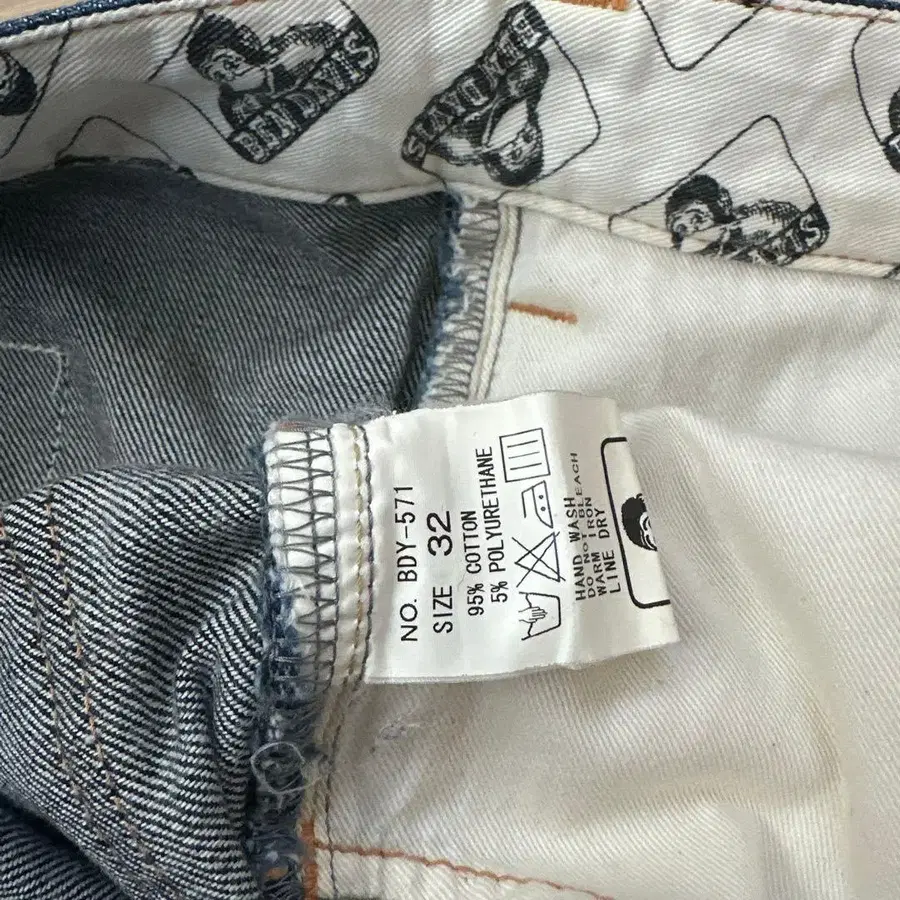 BEN DAVIS
BEN DAVIS
NO. BDY-571
SIZE 32
95% COTTON
5% POLYURETHANE
HAND WASH
DO NOT BLEACH
WARM IRON
LINE DRY